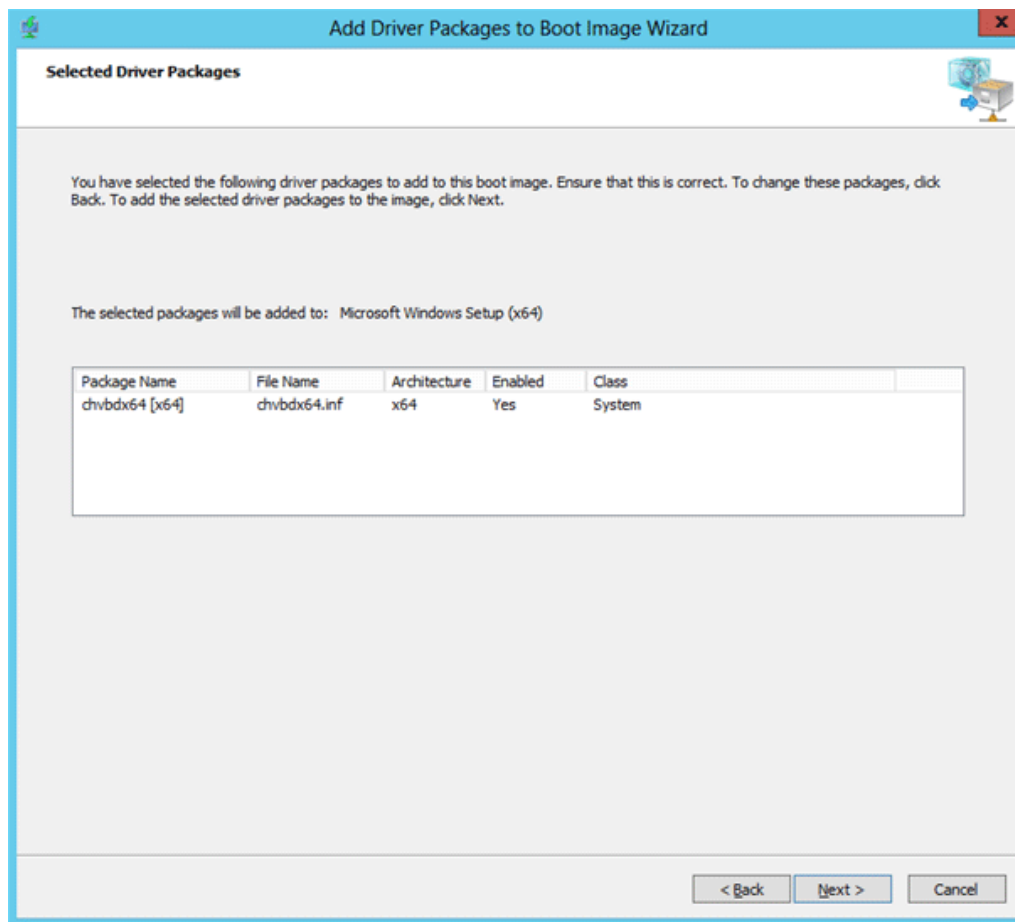 Add Driver Packages to Boot Image Wizard
x
Selected Driver Packages
You have selected the following driver packages to add to this boot image. Ensure that this is correct. To change these packages, click
Back. To add the selected driver packages to the image, click Next.
The selected packages will be added to: Microsoft Windows Setup (x64)
Package Name File Name Architecture Enabled Class
chvbdx64 [x64] chvbdx64.inf x64 Yes System
< Back Next > Cancel